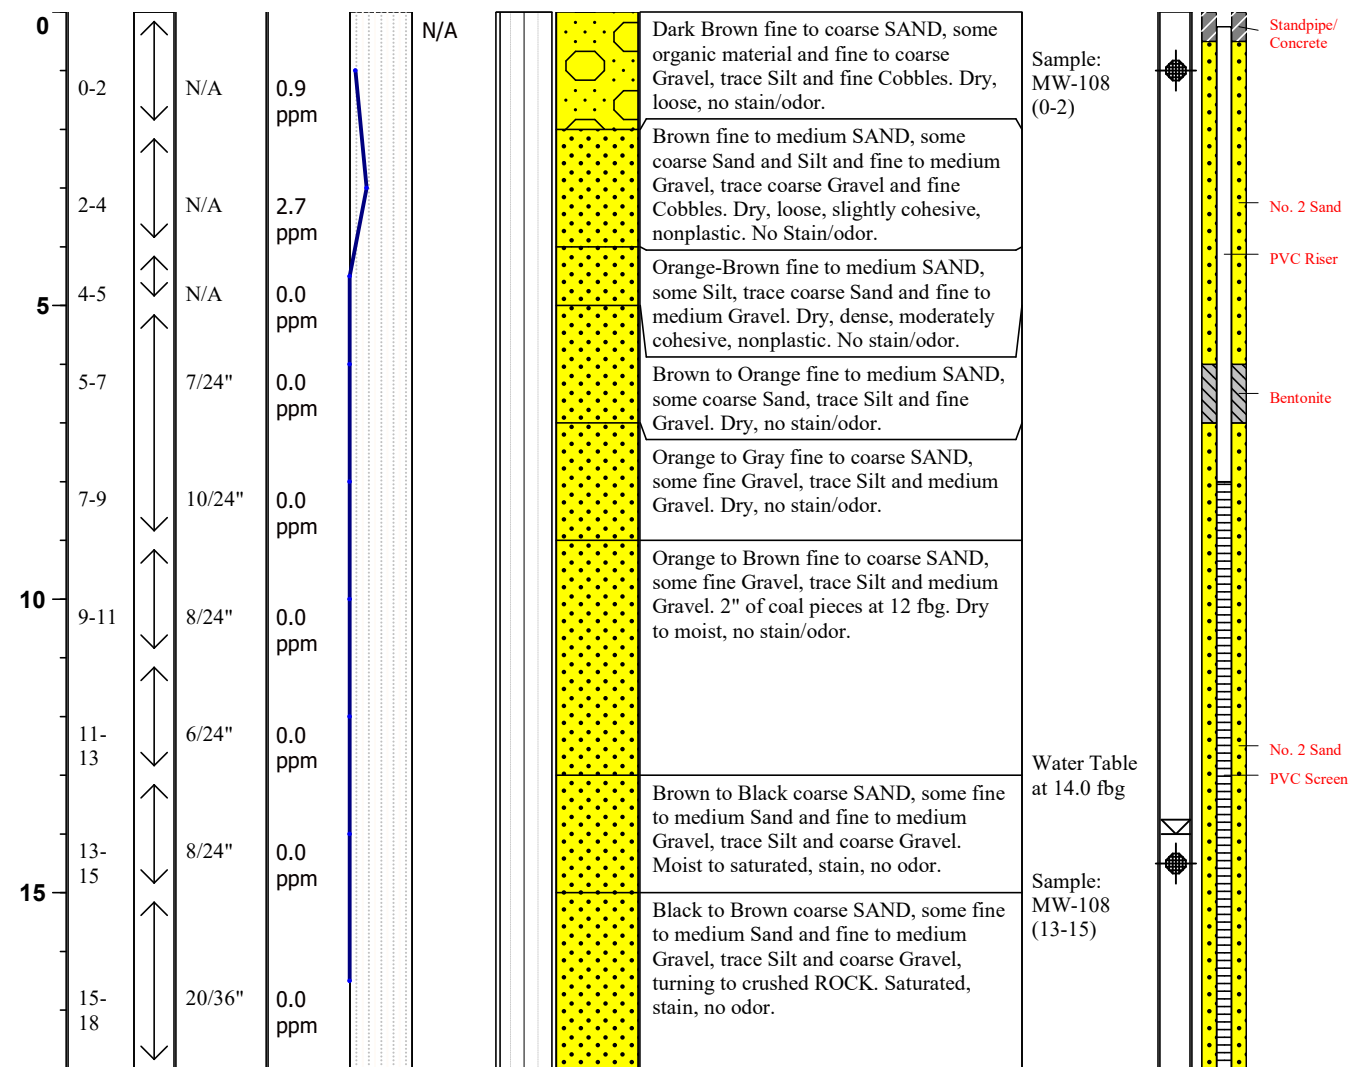 0
N/A
Dark Brown fine to coarse SAND, some
organic material and fine to coarse
Gravel, trace Silt and fine Cobbles. Dry,
loose, no stain/odor.
Sample:
MW-108
(0-2)
Standpipe/
Concrete
0-2
N/A
0.9
ppm
Brown fine to medium SAND, some
coarse Sand and Silt and fine to medium
Gravel, trace coarse Gravel and fine
Cobbles. Dry, loose, slightly cohesive,
nonplastic. No Stain/odor.
2-4
N/A
2.7
ppm
No. 2 Sand
PVC Riser
Orange-Brown fine to medium SAND,
some Silt, trace coarse Sand and fine to
medium Gravel. Dry, dense, moderately
cohesive, nonplastic. No stain/odor.
4-5
N/A
0.0
ppm
5
Brown to Orange fine to medium SAND,
some coarse Sand, trace Silt and fine
Gravel. Dry, no stain/odor.
5-7
7/24"
0.0
ppm
Bentonite
Orange to Gray fine to coarse SAND,
some fine Gravel, trace Silt and medium
Gravel. Dry, no stain/odor.
7-9
10/24"
0.0
ppm
Orange to Brown fine to coarse SAND,
some fine Gravel, trace Silt and medium
Gravel. 2" of coal pieces at 12 fbg. Dry
to moist, no stain/odor.
10
9-11
8/24"
0.0
ppm
11-
13
6/24"
0.0
ppm
No. 2 Sand
PVC Screen
Water Table
at 14.0 fbg
Brown to Black coarse SAND, some fine
to medium Sand and fine to medium
Gravel, trace Silt and coarse Gravel.
Moist to saturated, stain, no odor.
13-
15
8/24"
0.0
ppm
15
Sample:
MW-108
(13-15)
Black to Brown coarse SAND, some fine
to medium Sand and fine to medium
Gravel, trace Silt and coarse Gravel,
turning to crushed ROCK. Saturated,
stain, no odor.
15-
18
20/36"
0.0
ppm